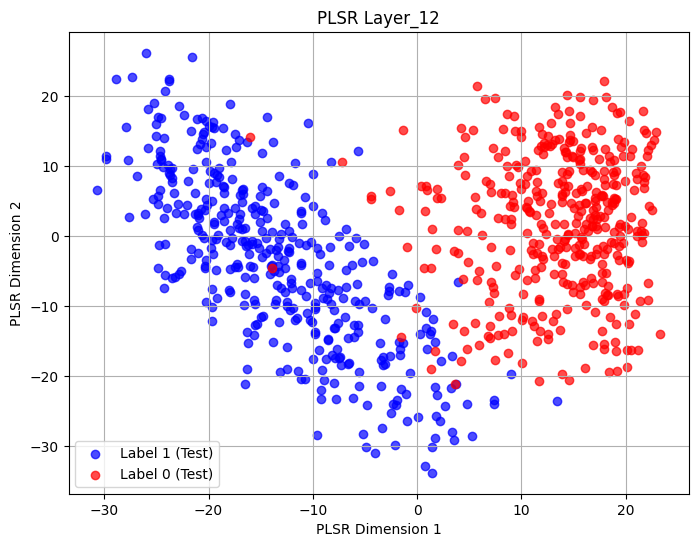 PLSR Layer_12
PLSR Dimension 2
20
10
0
−10
−20
−30
Label 1 (Test)
Label 0 (Test)
−30 −20 −10 0 10 20
PLSR Dimension 1